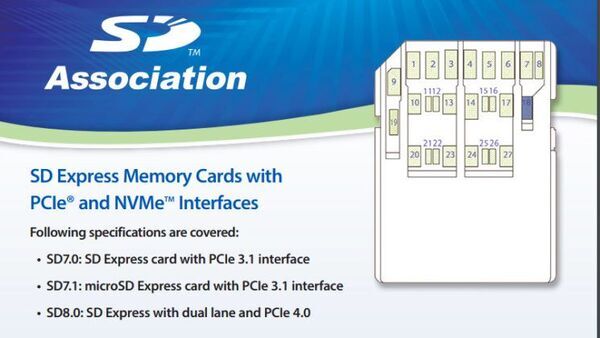 SD
TM
Association
SD Express Memory Cards with
PCIe® and NVMe™ Interfaces
Following specifications are covered:
• SD7.0: SD Express card with PCIe 3.1 interface
• SD7.1: microSD Express card with PCIe 3.1 interface
• SD8.0: SD Express with dual lane and PCIe 4.0
1 2 3 4 5 6 7 8
9
10 11 12 13 14 15 16 17 18
19
20 21 22 23 24 25 26 27